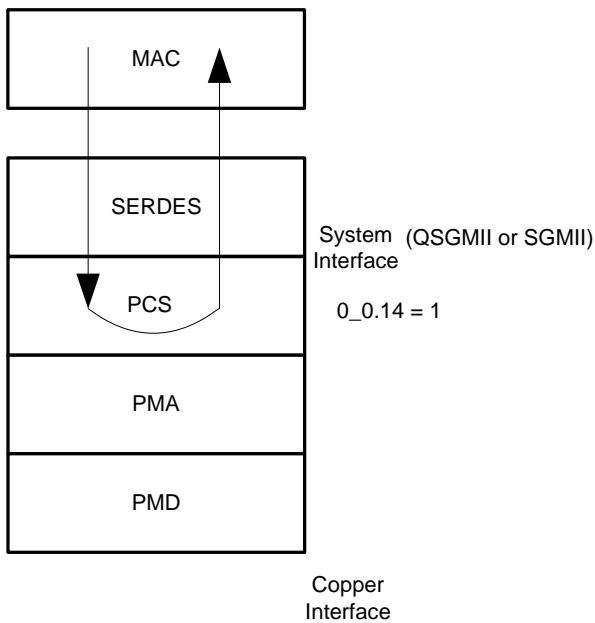 MAC
SERDES
System (QSGMII or SGMII)
Interface
PCS
0_0.14 = 1
PMA
PMD
Copper
Interface